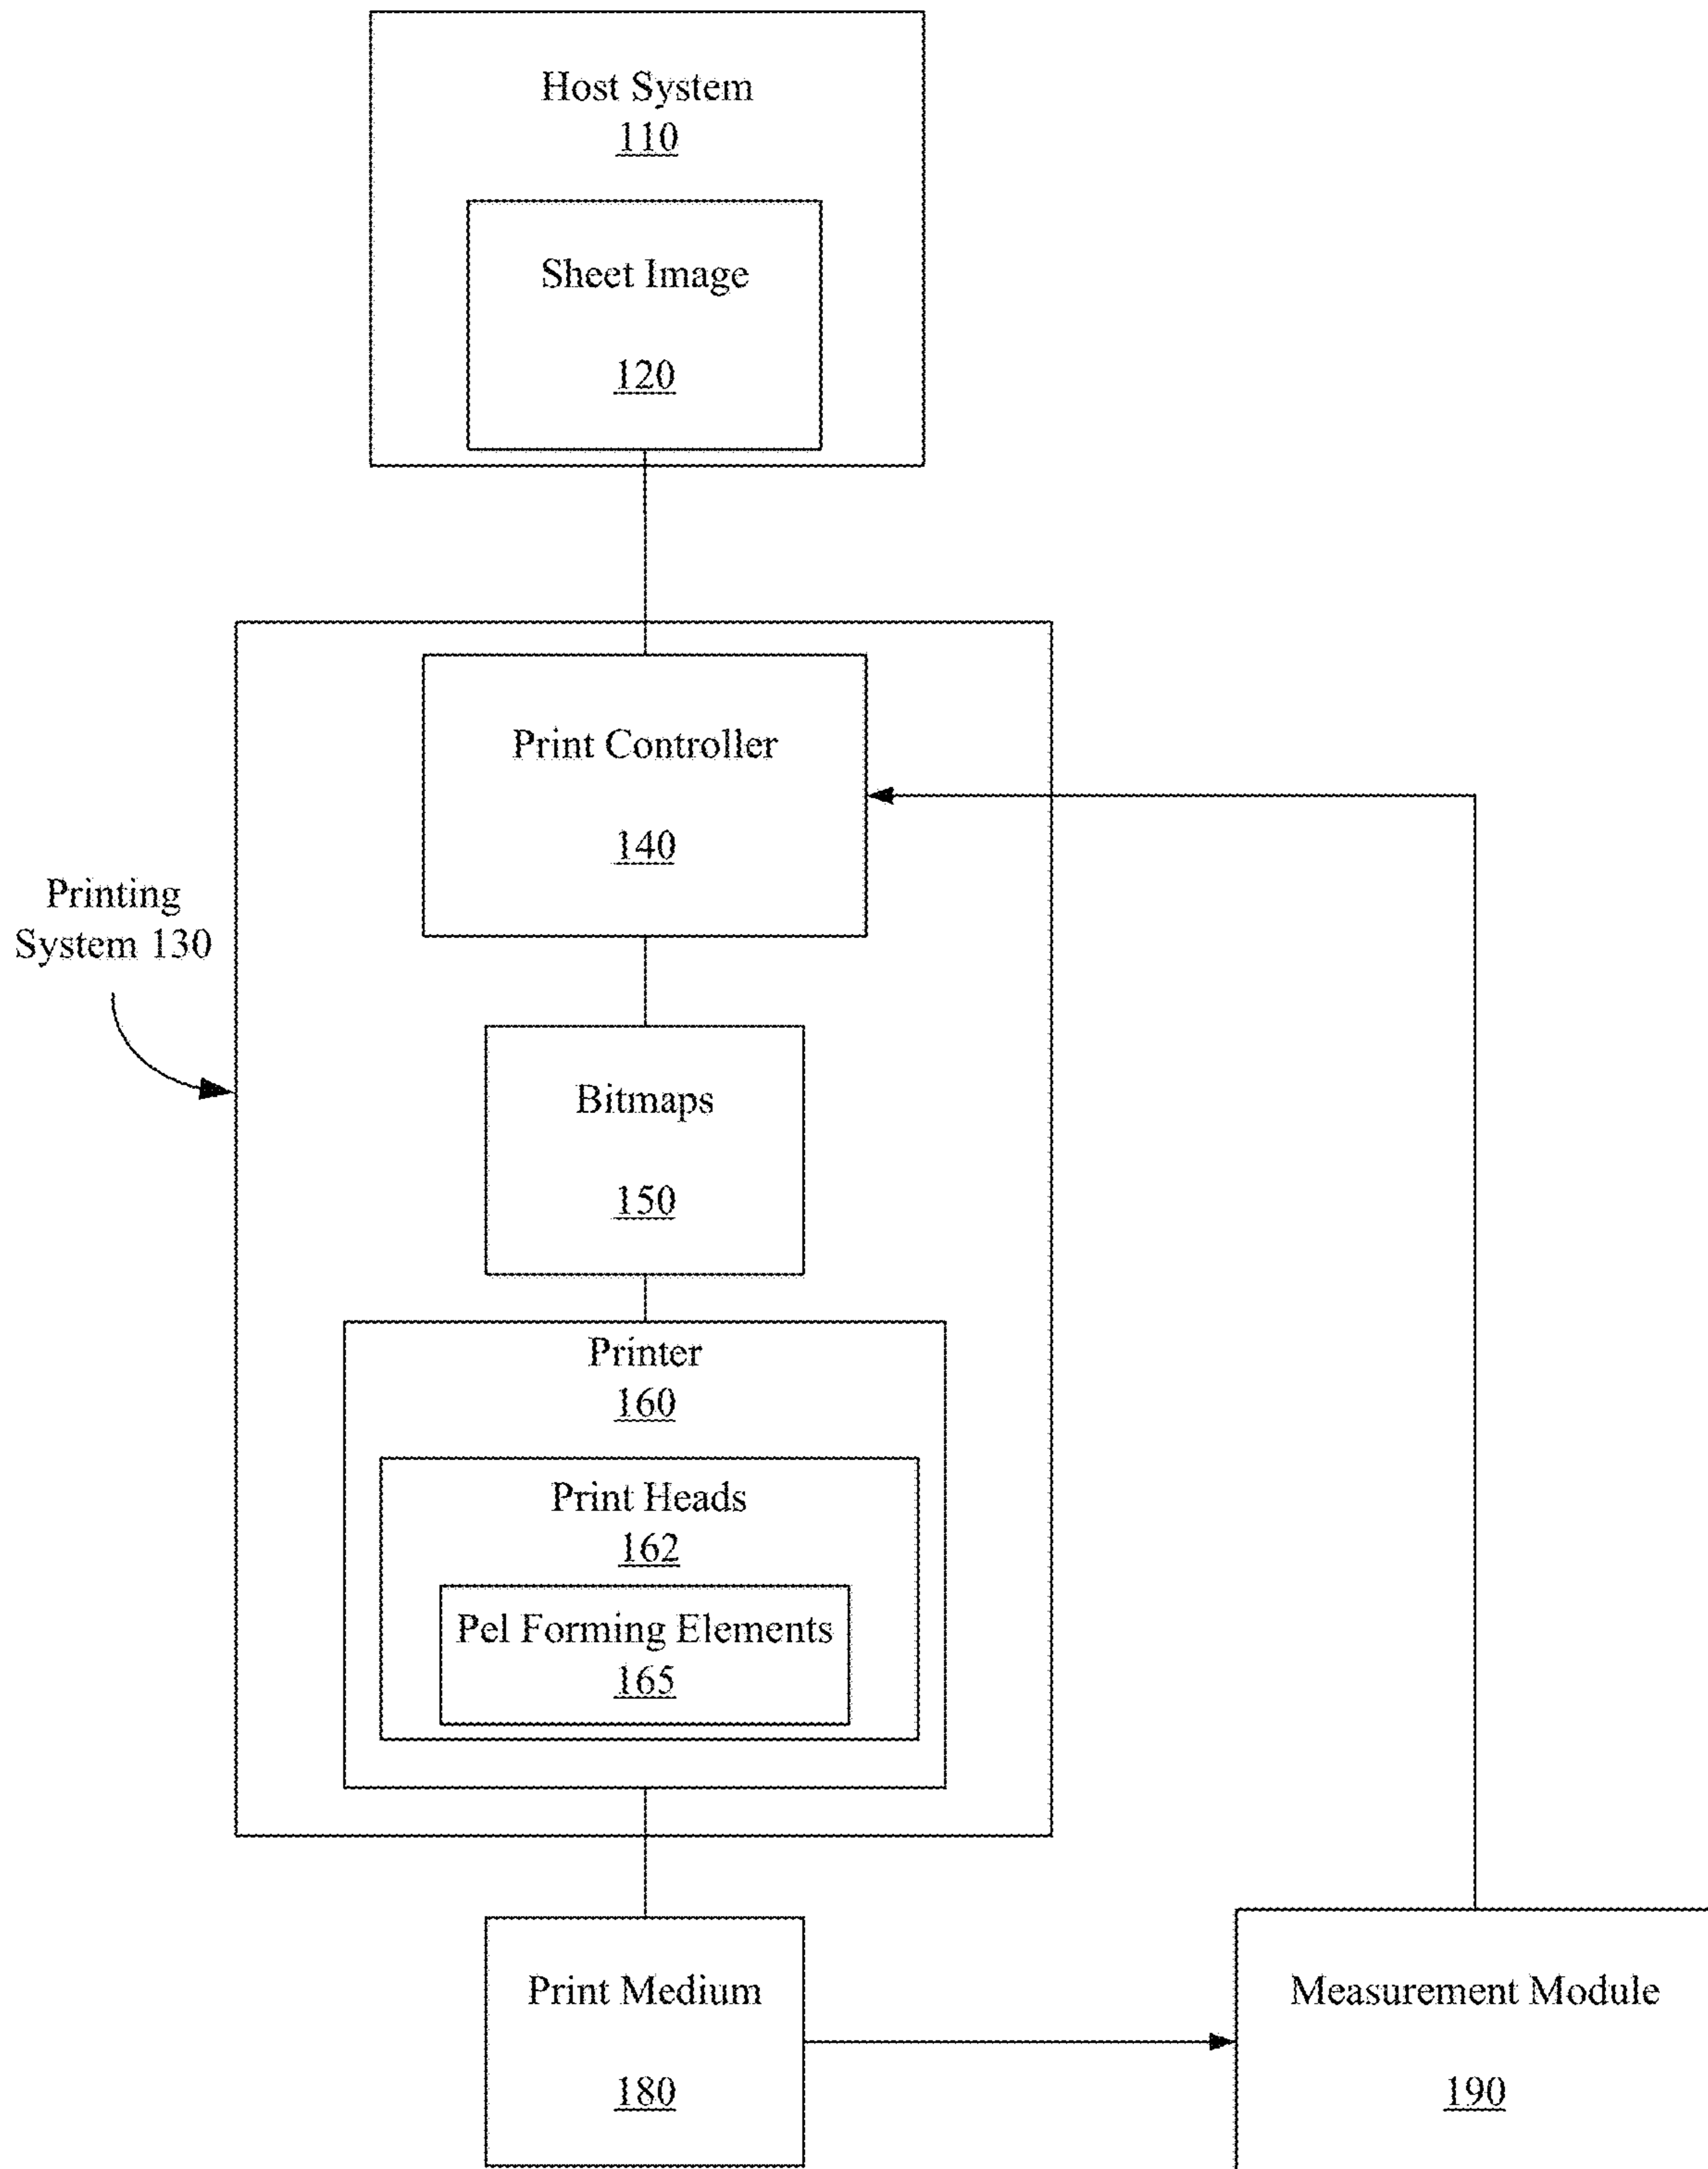 Host System
110
Sheet Image
120
Print Controller
140
Printing
System 130
Bitmaps
150
Printer
160
Print Heads
162
Pel Forming Elements
165
Print Medium
180
Measurement Module
190